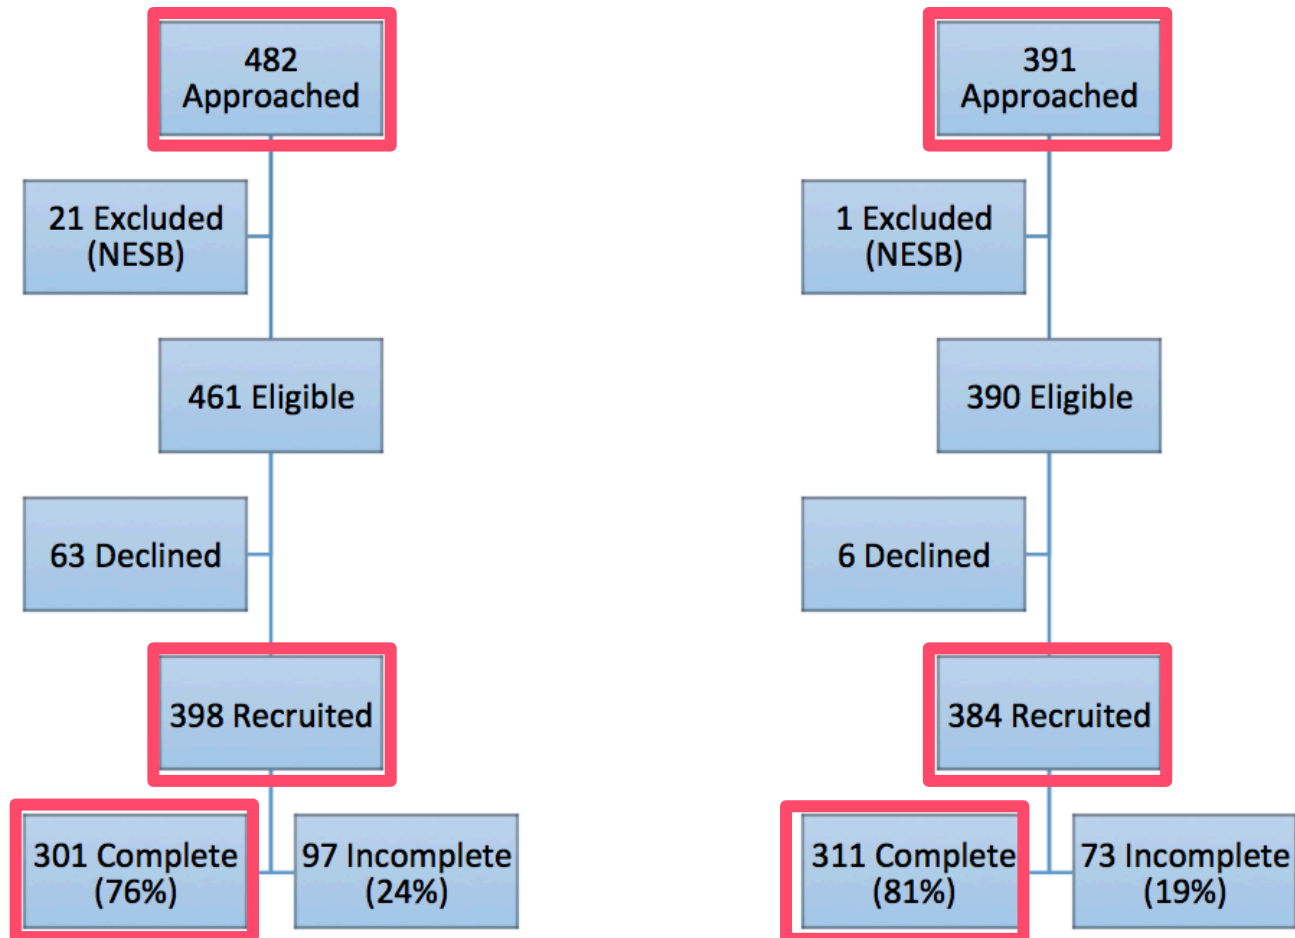 482
Approached
21 Excluded
(NESB)
461 Eligible
63 Declined
398 Recruited
301 Complete
(76%)
97 Incomplete
(24%)
391
Approached
1 Excluded
(NESB)
390 Eligible
6 Declined
384 Recruited
311 Complete
(81%)
73 Incomplete
(19%)